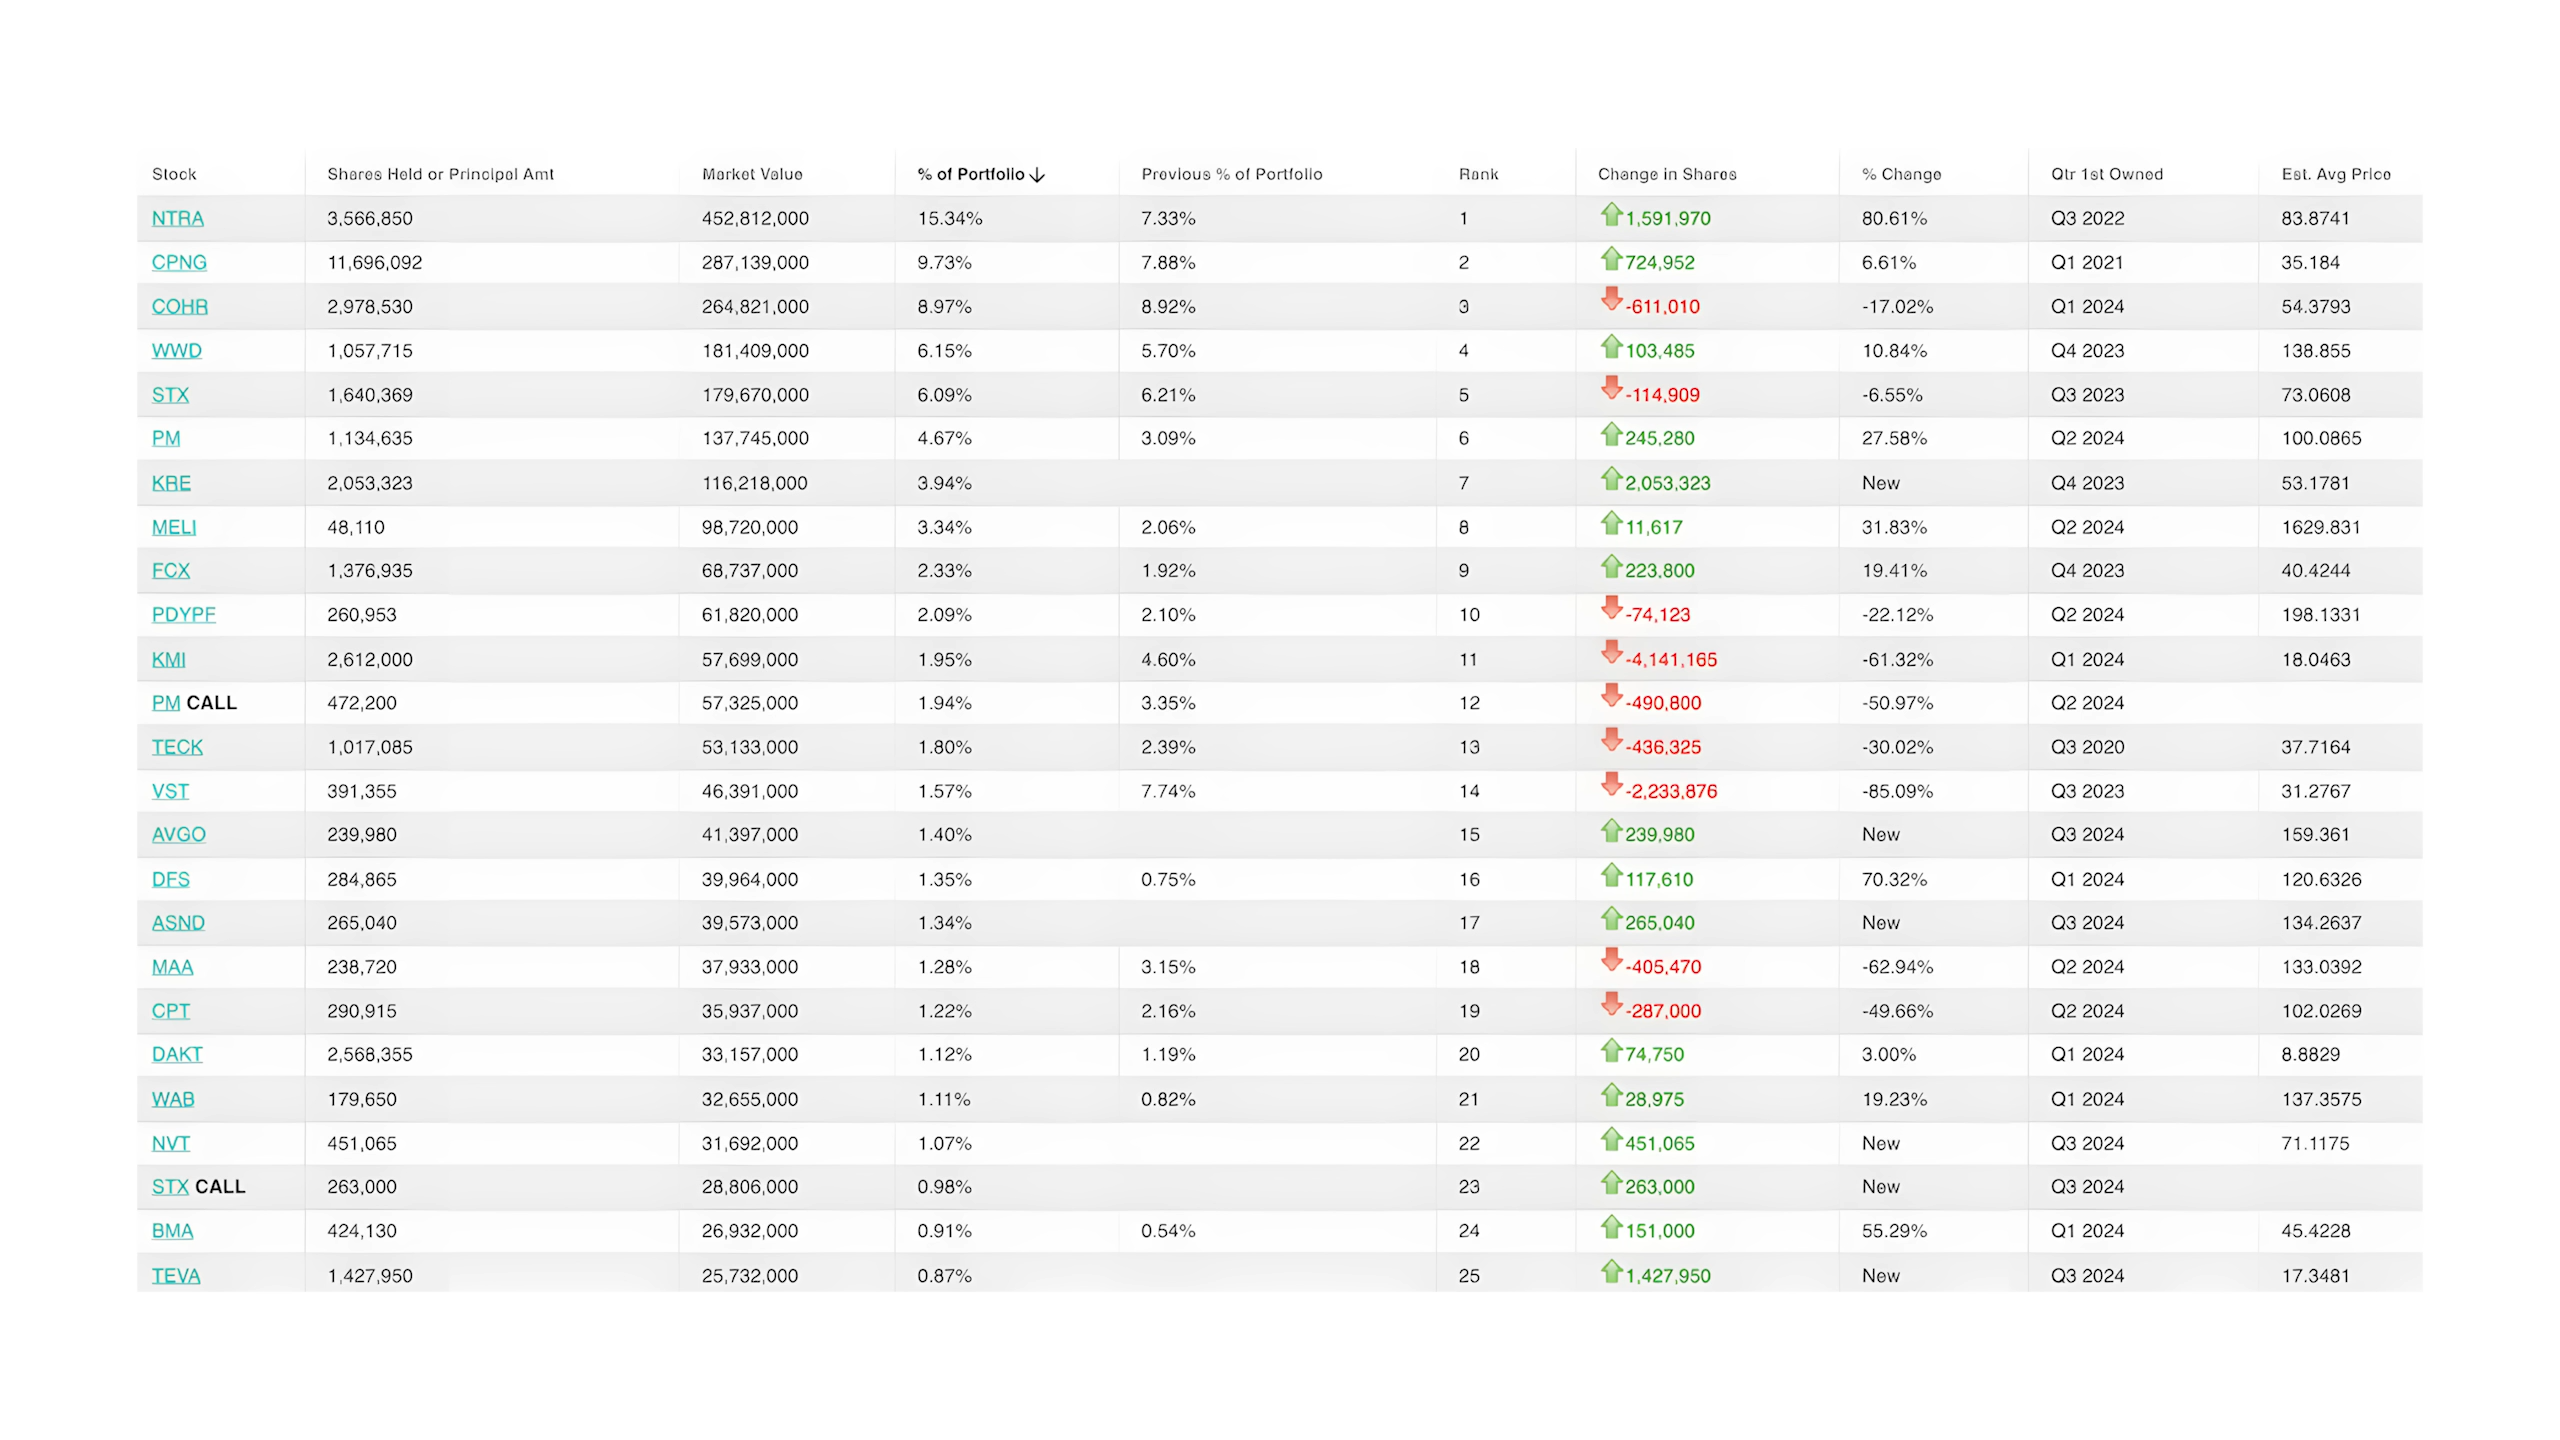 Stock Shares Held or Principal Amt Market Value % of Portfolio ↓ Previous % of Portfolio Rank Change in Shares % Change Qtr 1st Owned Est. Avg Price
NTRA 3,566,850 452,812,000 15.34% 7.33% 1 1,591,970 80.61% Q3 2022 83.8741
CPNG 11,696,092 287,139,000 9.73% 7.88% 2 724,952 6.61% Q1 2021 35.184
COHR 2,978,530 264,821,000 8.97% 8.92% 3 -611,010 -17.02% Q1 2024 54.3793
WWD 1,057,715 181,409,000 6.15% 5.70% 4 103,485 10.84% Q4 2023 138.855
STX 1,640,369 179,670,000 6.09% 6.21% 5 -114,909 -6.55% Q3 2023 73.0608
PM 1,134,635 137,745,000 4.67% 3.09% 6 245,280 27.58% Q2 2024 100.0865
KRE 2,053,323 116,218,000 3.94% 7 2,053,323 New Q4 2023 53.1781
MELI 48,110 98,720,000 3.34% 2.06% 8 11,617 31.83% Q2 2024 1629.831
FCX 1,376,935 68,737,000 2.33% 1.92% 9 223,800 19.41% Q4 2023 40.4244
PDYPF 260,953 61,820,000 2.09% 2.10% 10 -74,123 -22.12% Q2 2024 198.1331
KMI 2,612,000 57,699,000 1.95% 4.60% 11 -4,141,165 -61.32% Q1 2024 18.0463
PM CALL 472,200 57,325,000 1.94% 3.35% 12 -490,800 -50.97% Q2 2024
TECK 1,017,085 53,133,000 1.80% 2.39% 13 -436,325 -30.02% Q3 2020 37.7164
VST 391,355 46,391,000 1.57% 7.74% 14 -2,233,876 -85.09% Q3 2023 31.2767
AVGO 239,980 41,397,000 1.40% 15 239,980 New Q3 2024 159.361
DFS 284,865 39,964,000 1.35% 0.75% 16 117,610 70.32% Q1 2024 120.6326
ASND 265,040 39,573,000 1.34% 17 265,040 New Q3 2024 134.2637
MAA 238,720 37,933,000 1.28% 3.15% 18 -405,470 -62.94% Q2 2024 133.0392
CPT 290,915 35,937,000 1.22% 2.16% 19 -287,000 -49.66% Q2 2024 102.0269
DAKT 2,568,355 33,157,000 1.12% 1.19% 20 74,750 3.00% Q1 2024 8.8829
WAB 179,650 32,655,000 1.11% 0.82% 21 28,975 19.23% Q1 2024 137.3575
NVT 451,065 31,692,000 1.07% 22 451,065 New Q3 2024 71.1175
STX CALL 263,000 28,806,000 0.98% 23 263,000 New Q3 2024
BMA 424,130 26,932,000 0.91% 0.54% 24 151,000 55.29% Q1 2024 45.4228
TEVA 1,427,950 25,732,000 0.87% 25 1,427,950 New Q3 2024 17.3481